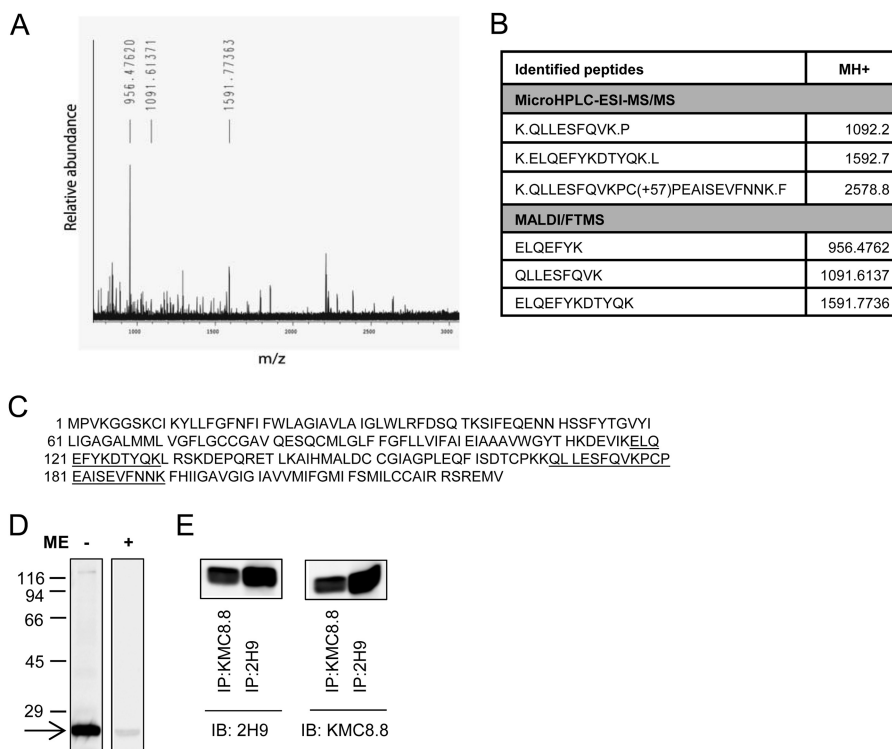 A
956.47620
1091.61371
1591.77363
Relative abundance
1000
1500
2000
2500
3000
m/z
B
Identified peptides MH+
MicroHPLC-ESI-MS/MS
K.QLLESFQVK.P 1092.2
K.ELQEFYKDTYQK.L 1592.7
K.QLLESFQVKPC(+57)PEAISEVFNNK.F 2578.8
MALDI/FTMS
ELQEFYK 956.4762
QLLESFQVK 1091.6137
ELQEFYKDTYQK 1591.7736
C
1 MPVKGGSKCI KYLLFGFNFI FWLAGIAVLA IGLWLRFDSQ TKSIFEQENN HSSFYTGVYI
61 LIGAGALMML VGFLGCCGAV QESQCMLGLF FGFLLVIFAI EIAAAVWGYT HKDEVIKELQ
121 EFYKDTYQKL RSKDEPQRET LKAIHMALDC CGIAGPLEQF ISDTCPKKQL LESFQVKPCP
181 EAISEVFNNK FHIIGAVGIG IAVVMIFGMI FSMILCCAIR RSREMV
D
ME - +
116
94
66
45
29
E
IP:KMC8.8
IP:2H9
IP:KMC8.8
IP:2H9
IB: 2H9
IB: KMC8.8